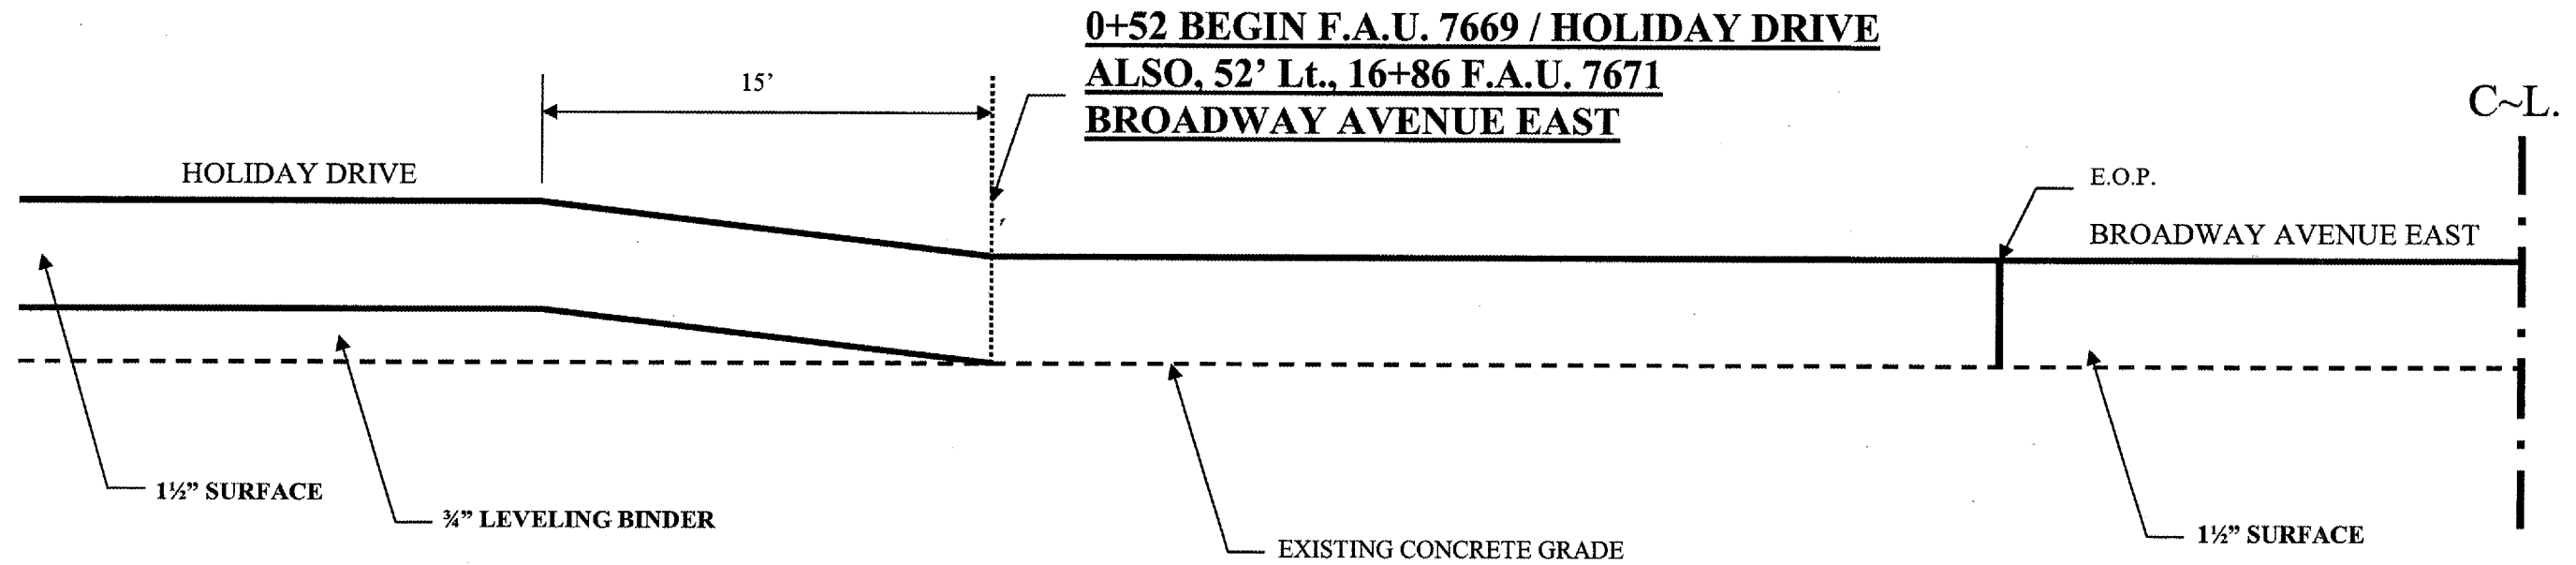 0+52 BEGIN F.A.U. 7669 / HOLIDAY DRIVE
ALSO, 52’ Lt., 16+86 F.A.U. 7671
BROADWAY AVENUE EAST
15’
C~L.
HOLIDAY DRIVE
E.O.P.
BROADWAY AVENUE EAST
1½” SURFACE
¾” LEVELING BINDER
EXISTING CONCRETE GRADE
1½” SURFACE